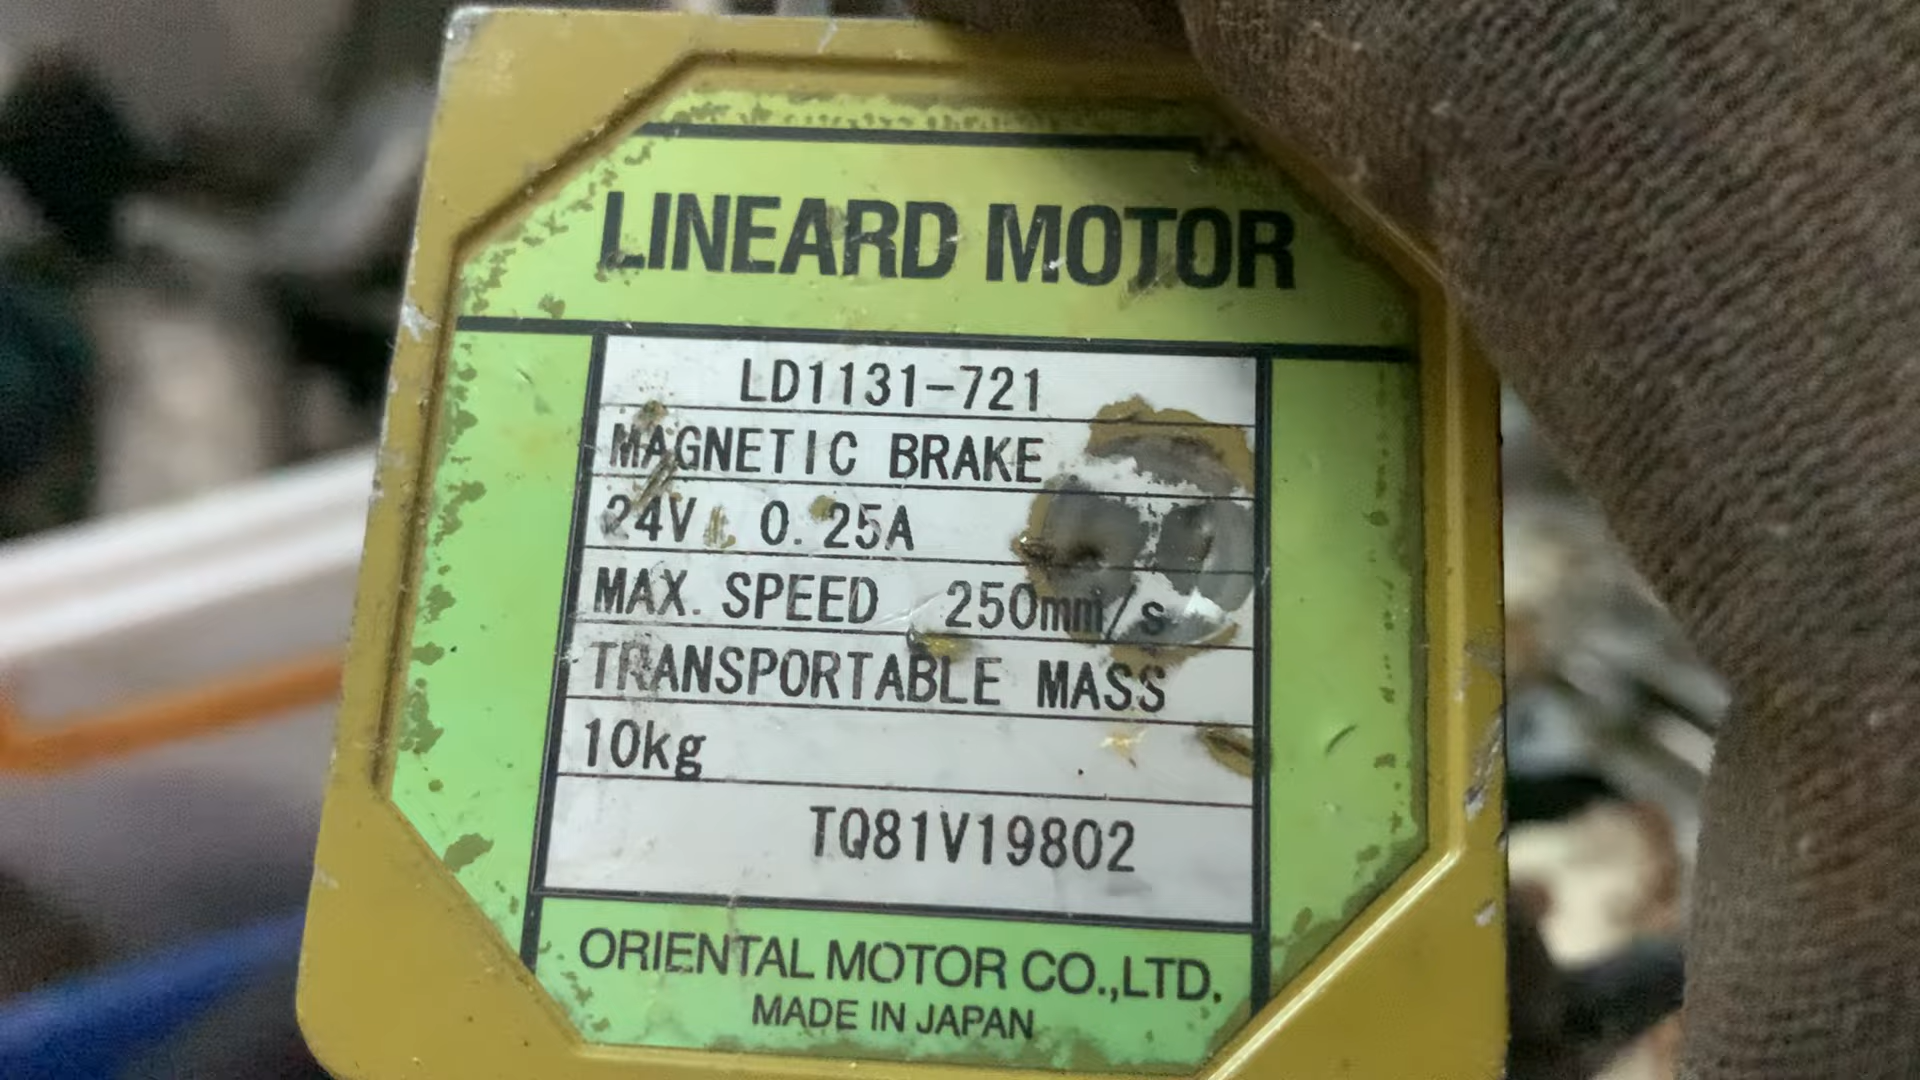 LINEARD MOTOR
LD1131-721
MAGNETIC BRAKE
24V 0.25A
MAX. SPEED 250mm/s
TRANSPORTABLE MASS
10kg
TQ81V19802
ORIENTAL MOTOR CO.,LTD.
MADE IN JAPAN